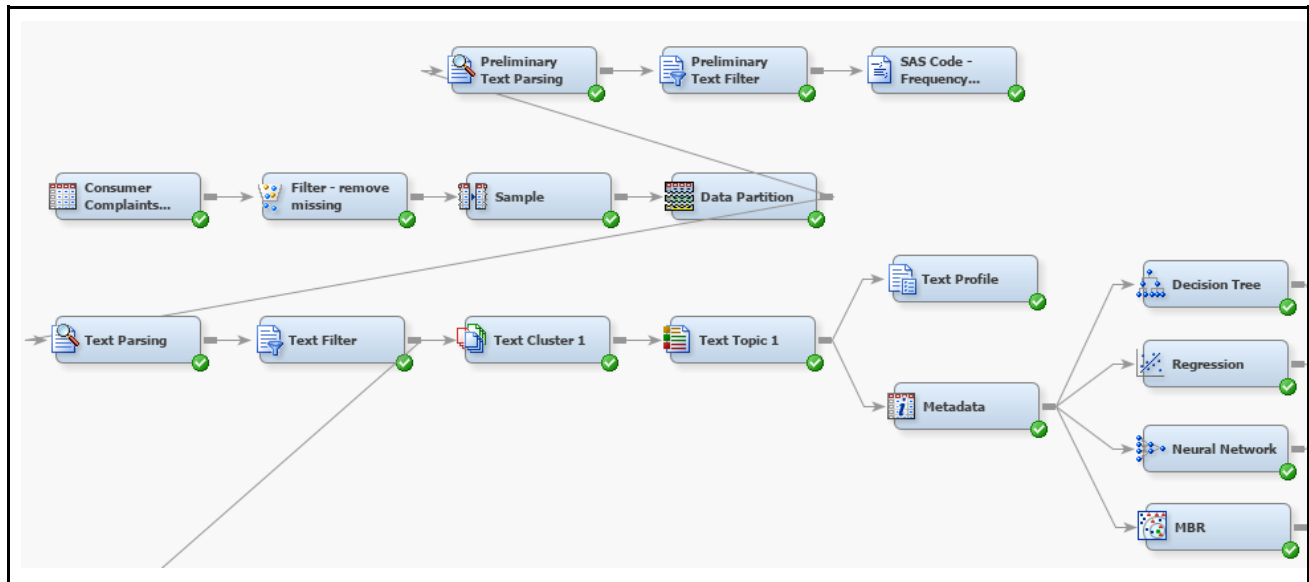 Preliminary
Text Parsing
Preliminary
Text Filter
SAS Code -
Frequency...
Consumer
Complaints...
Filter - remove
missing
Sample
Data Partition
Text Profile
Decision Tree
Text Parsing
Text Filter
Text Cluster 1
Text Topic 1
Regression
Metadata
Neural Network
MBR